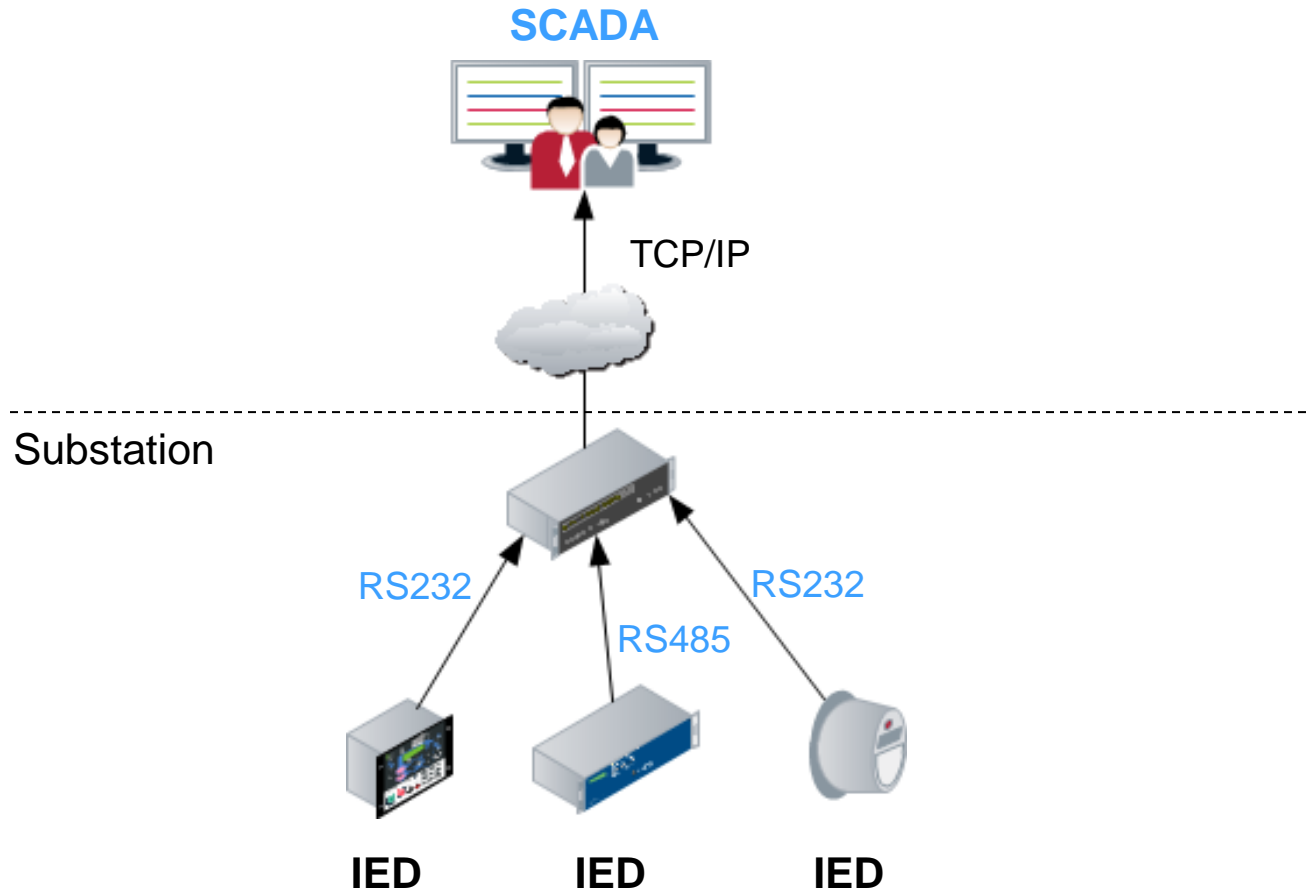 SCADA
TCP/IP
Substation
RS232
RS232
RS485
IED
IED
IED